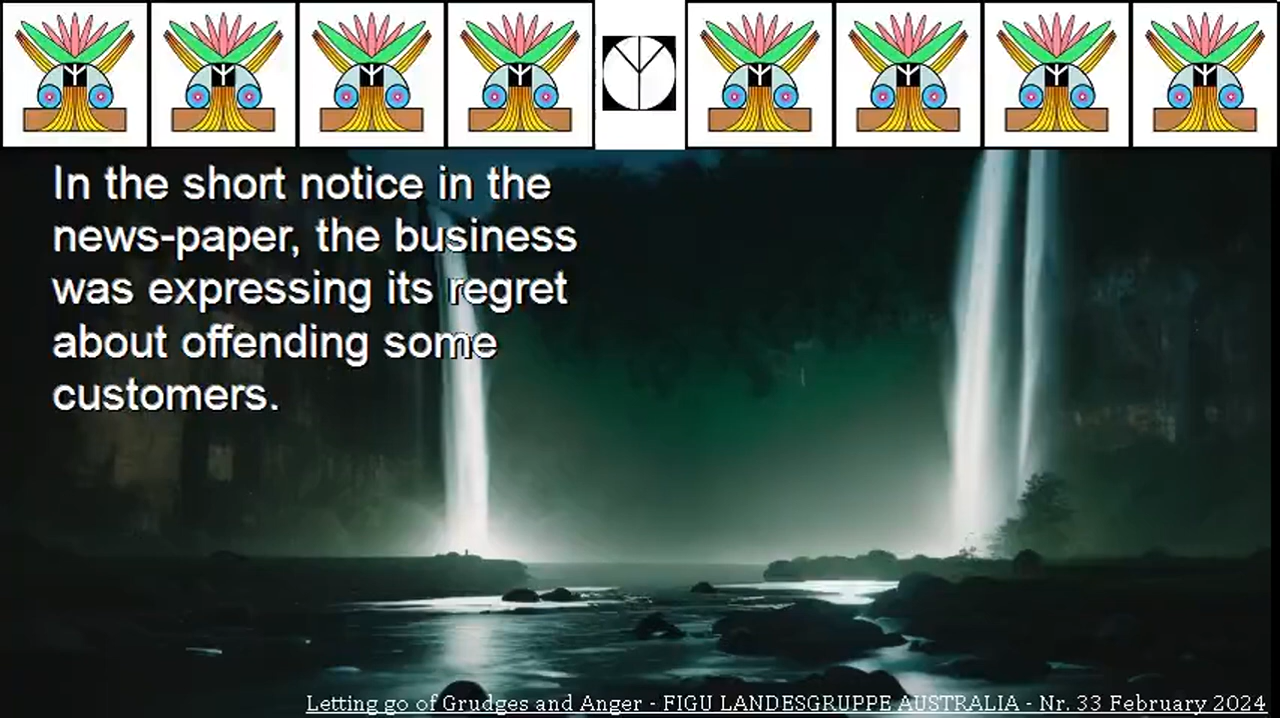 In the short notice in the
news-paper, the business
was expressing its regret
about offending some
customers.
Letting go of Grudges and Anger - FIGU LANDESGRUPPE AUSTRALIA - Nr. 33 February 2024